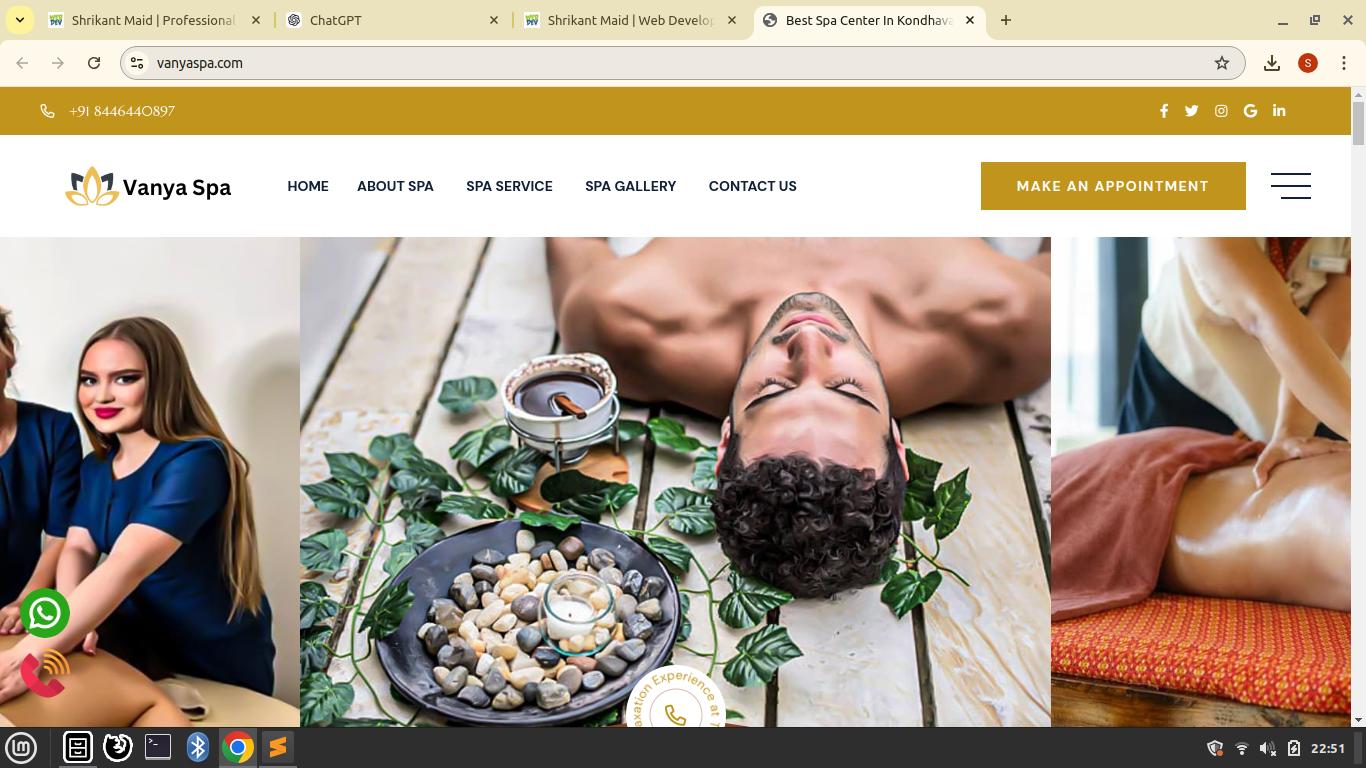 Shrikant Maid | Professional
ChatGPT
Shrikant Maid | Web Develop
Best Spa Center In Kondhava
vanyaspa.com
S
+91 8446440897
Vanya Spa
HOME
ABOUT SPA
SPA SERVICE
SPA GALLERY
CONTACT US
MAKE AN APPOINTMENT
axation Experience at
22:51